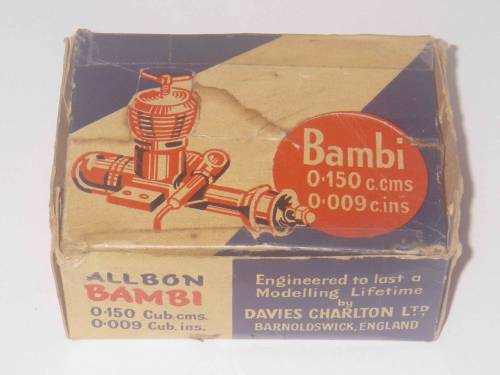 Bambi
0·150 c.cms
0·009 c.ins
ALLBON
BAMBI
0·150 Cub.cms.
0·009 Cub.ins.
Engineered to last a
Modelling Lifetime
by
DAVIES CHARLTON LTD
BARNOLDSWICK, ENGLAND